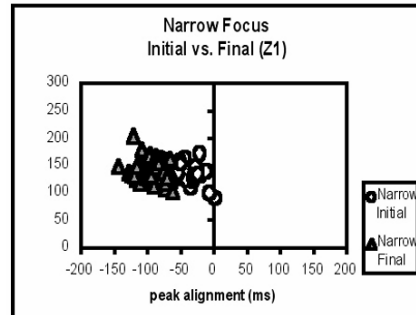 Narrow Focus
Initial vs. Final (Z1)
300
250
200
150
100
50
0
-200 -150 -100 -50 0 50 100 150 200
peak alignment (ms)
Narrow
Initial
Narrow
Final